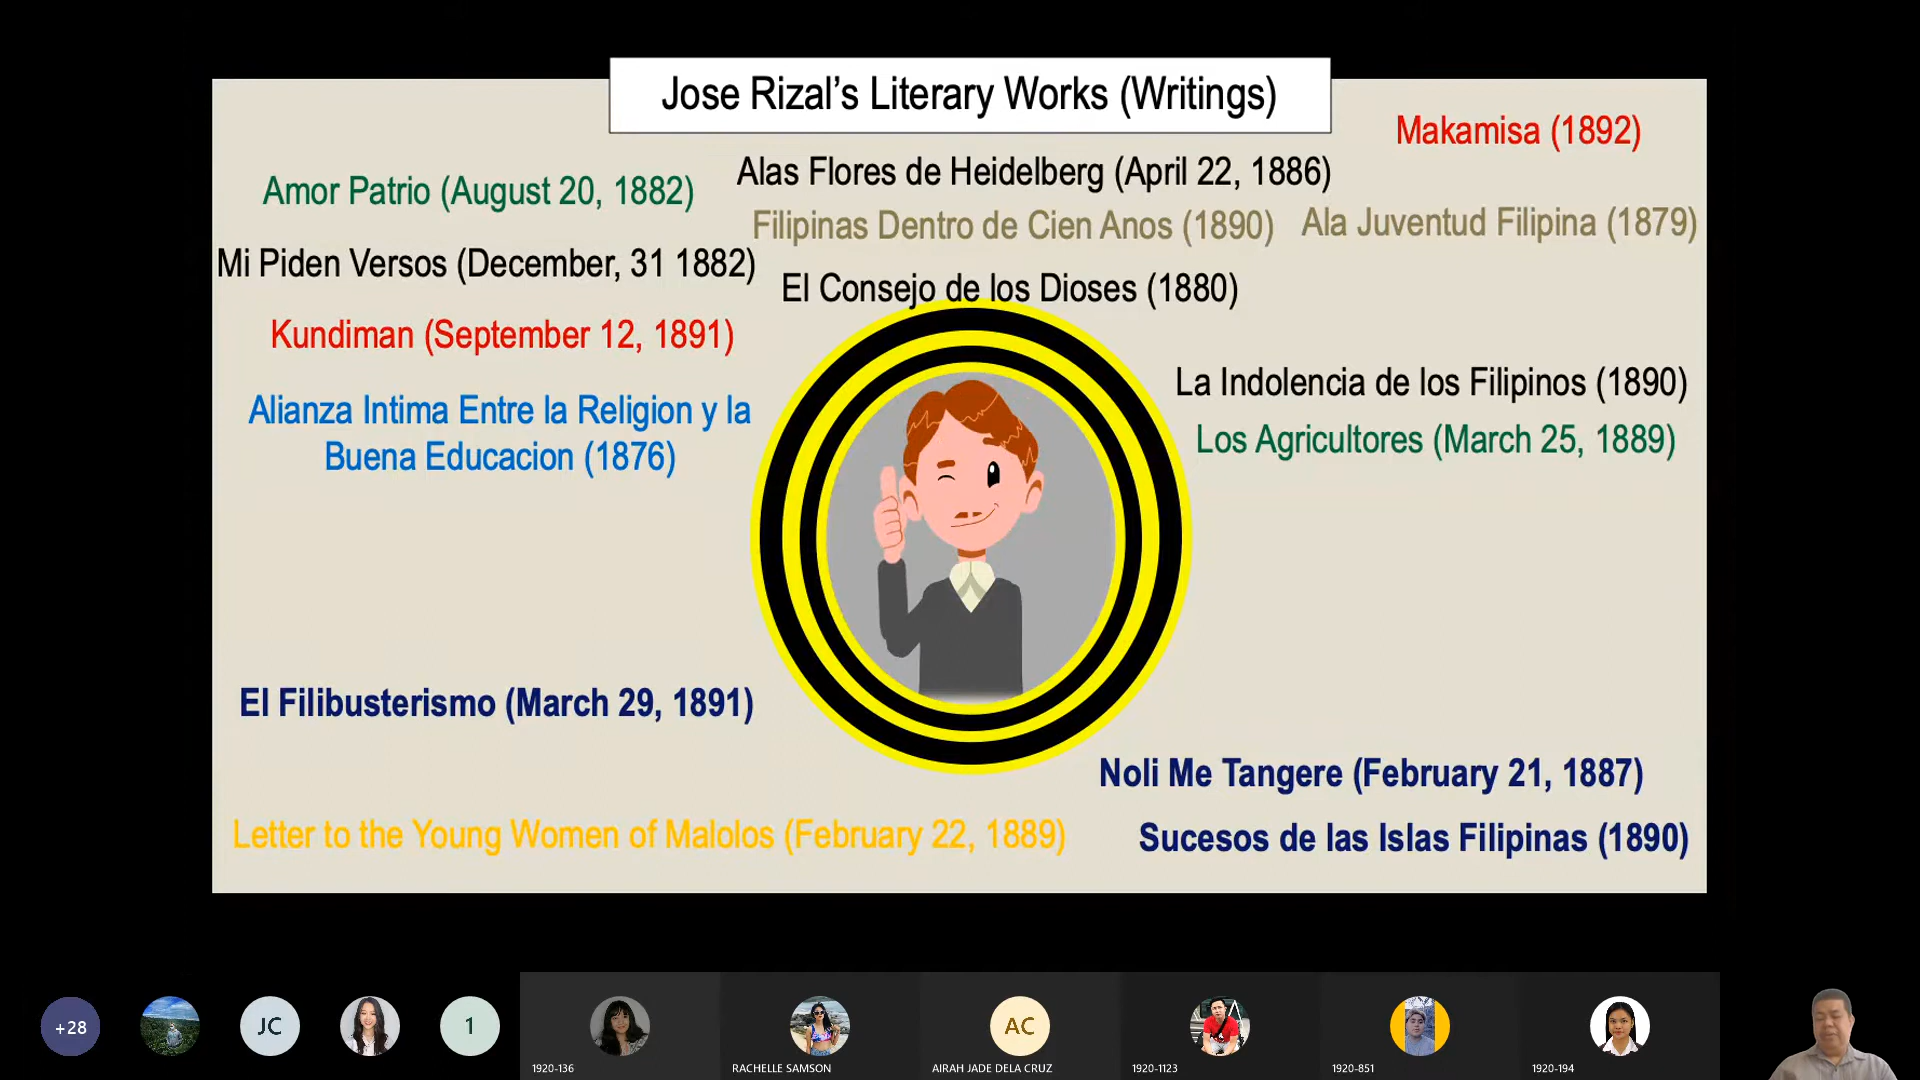 Jose Rizal's Literary Works (Writings)
Makamisa (1892)
Alas Flores de Heidelberg (April 22, 1886)
Amor Patrio (August 20, 1882)
Filipinas Dentro de Cien Anos (1890)
Ala Juventud Filipina (1879)
Mi Piden Versos (December, 31 1882)
El Consejo de los Dioses (1880)
Kundiman (September 12, 1891)
La Indolencia de los Filipinos (1890)
Alianza Intima Entre la Religion y la
Buena Educacion (1876)
Los Agricultores (March 25, 1889)
El Filibusterismo (March 29, 1891)
Noli Me Tangere (February 21, 1887)
Letter to the Young Women of Malolos (February 22, 1889)
Sucesos de las Islas Filipinas (1890)
+28
JC
1
AC
1920-136
RACHELLE SAMSON
AIRAH JADE DELA CRUZ
1920-1123
1920-851
1920-194